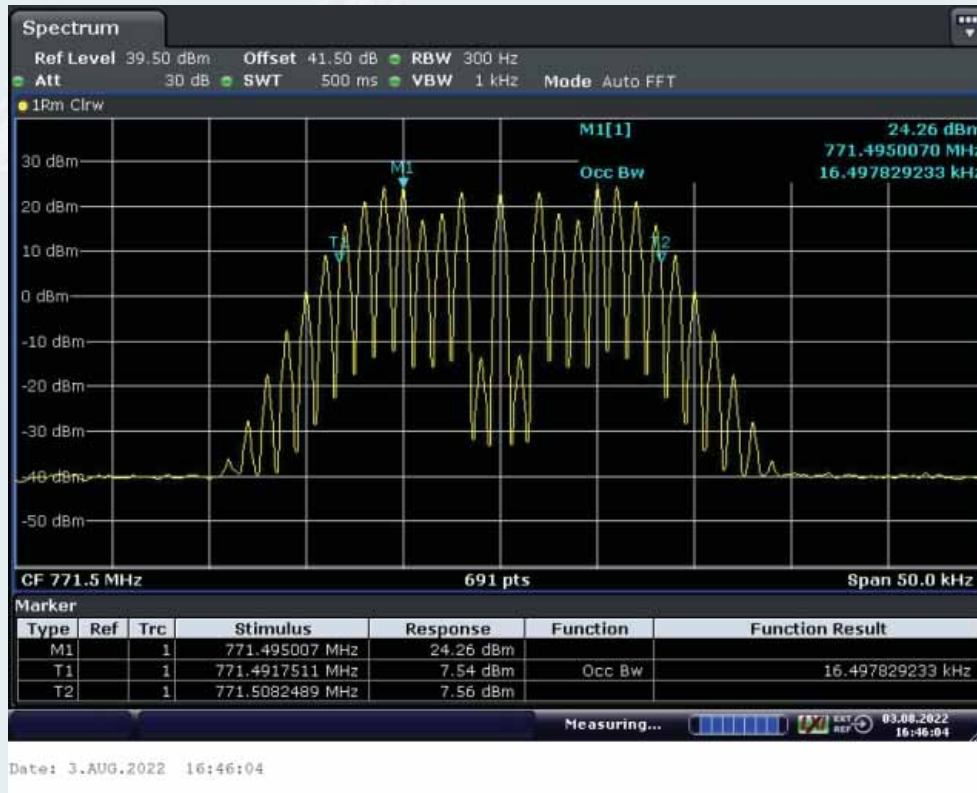 Spectrum
Ref Level 39.50 dBm Offset 41.50 dB RBW 300 Hz
Att 30 dB SWT 500 ms VBW 1 kHz Mode Auto FFT
1Rm Clrw
M1[1] 24.26 dBm
771.4950070 MHz
Occ Bw 16.497829233 kHz
30 dBm
M1
20 dBm
10 dBm
T1
T2
0 dBm
-10 dBm
-20 dBm
-30 dBm
-40 dBm
-50 dBm
CF 771.5 MHz 691 pts Span 50.0 kHz
Marker
Type Ref Trc Stimulus Response Function Function Result
M1 1 771.495007 MHz 24.26 dBm
T1 1 771.4917511 MHz 7.54 dBm Occ Bw 16.497829233 kHz
T2 1 771.5082489 MHz 7.56 dBm
Measuring... LXI EXT REF 03.08.2022
16:46:04
Date: 3.AUG.2022 16:46:04